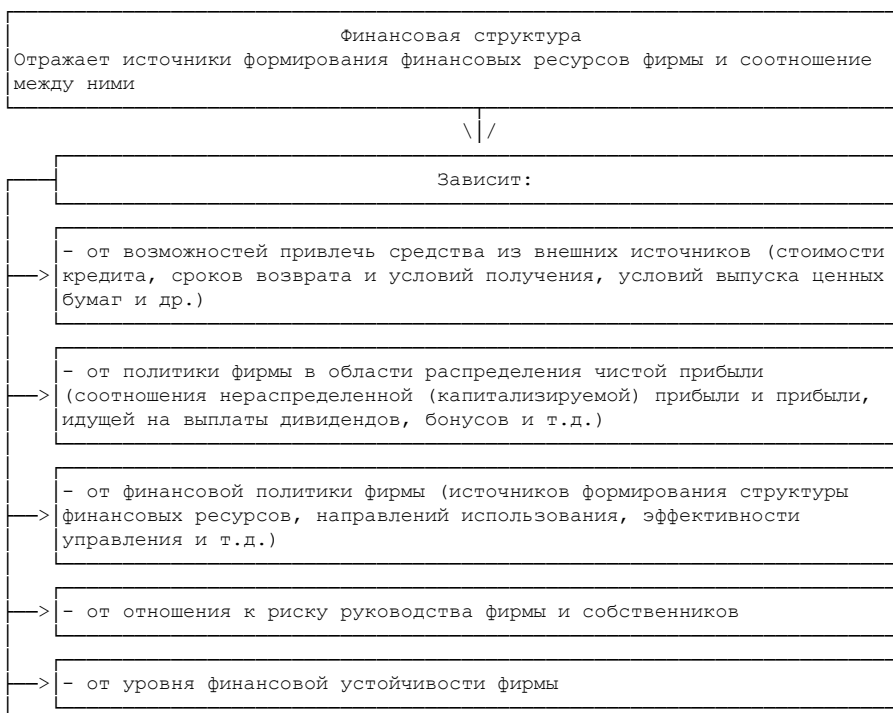 Финансовая структура
Отражает источники формирования финансовых ресурсов фирмы и соотношение
между ними
Зависит:
- от возможностей привлечь средства из внешних источников (стоимости
кредита, сроков возврата и условий получения, условий выпуска ценных
бумаг и др.)
- от политики фирмы в области распределения чистой прибыли
(соотношения нераспределенной (капитализируемой) прибыли и прибыли,
идущей на выплаты дивидендов, бонусов и т.д.)
- от финансовой политики фирмы (источников формирования структуры
финансовых ресурсов, направлений использования, эффективности
управления и т.д.)
- от отношения к риску руководства фирмы и собственников
- от уровня финансовой устойчивости фирмы